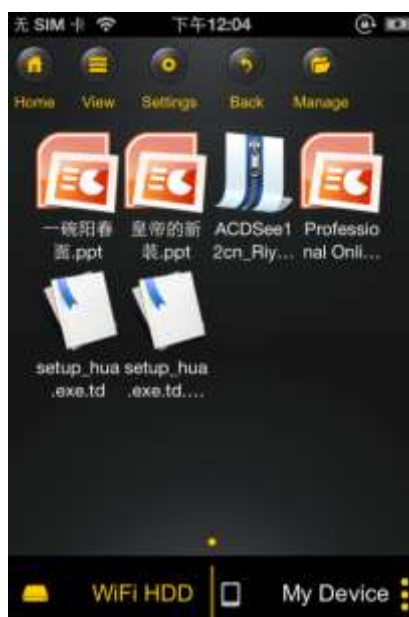 无 SIM 卡 下午12:04
Home View Settings Back Manage
一碗阳春 皇帝的新 ACDSee1 Professio
面.ppt 装.ppt 2cn_Riy... nal Onli...
setup_hua setup_hua
.exe.td .exe.td....
WiFi HDD My Device